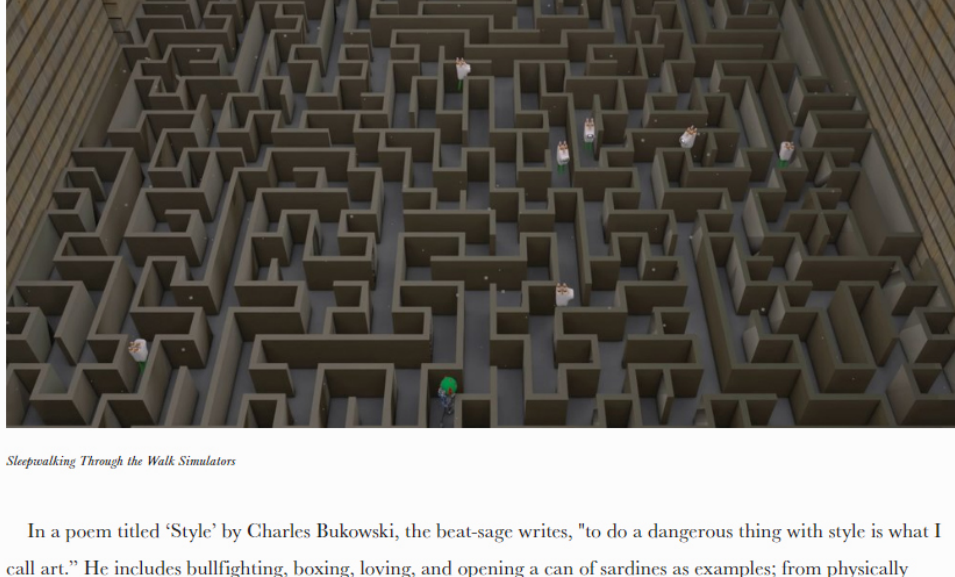 Sleepwalking Through the Walk Simulators
In a poem titled ‘Style’ by Charles Bukowski, the beat-sage writes, "to do a dangerous thing with style is what I
call art.” He includes bullfighting, boxing, loving, and opening a can of sardines as examples; from physically